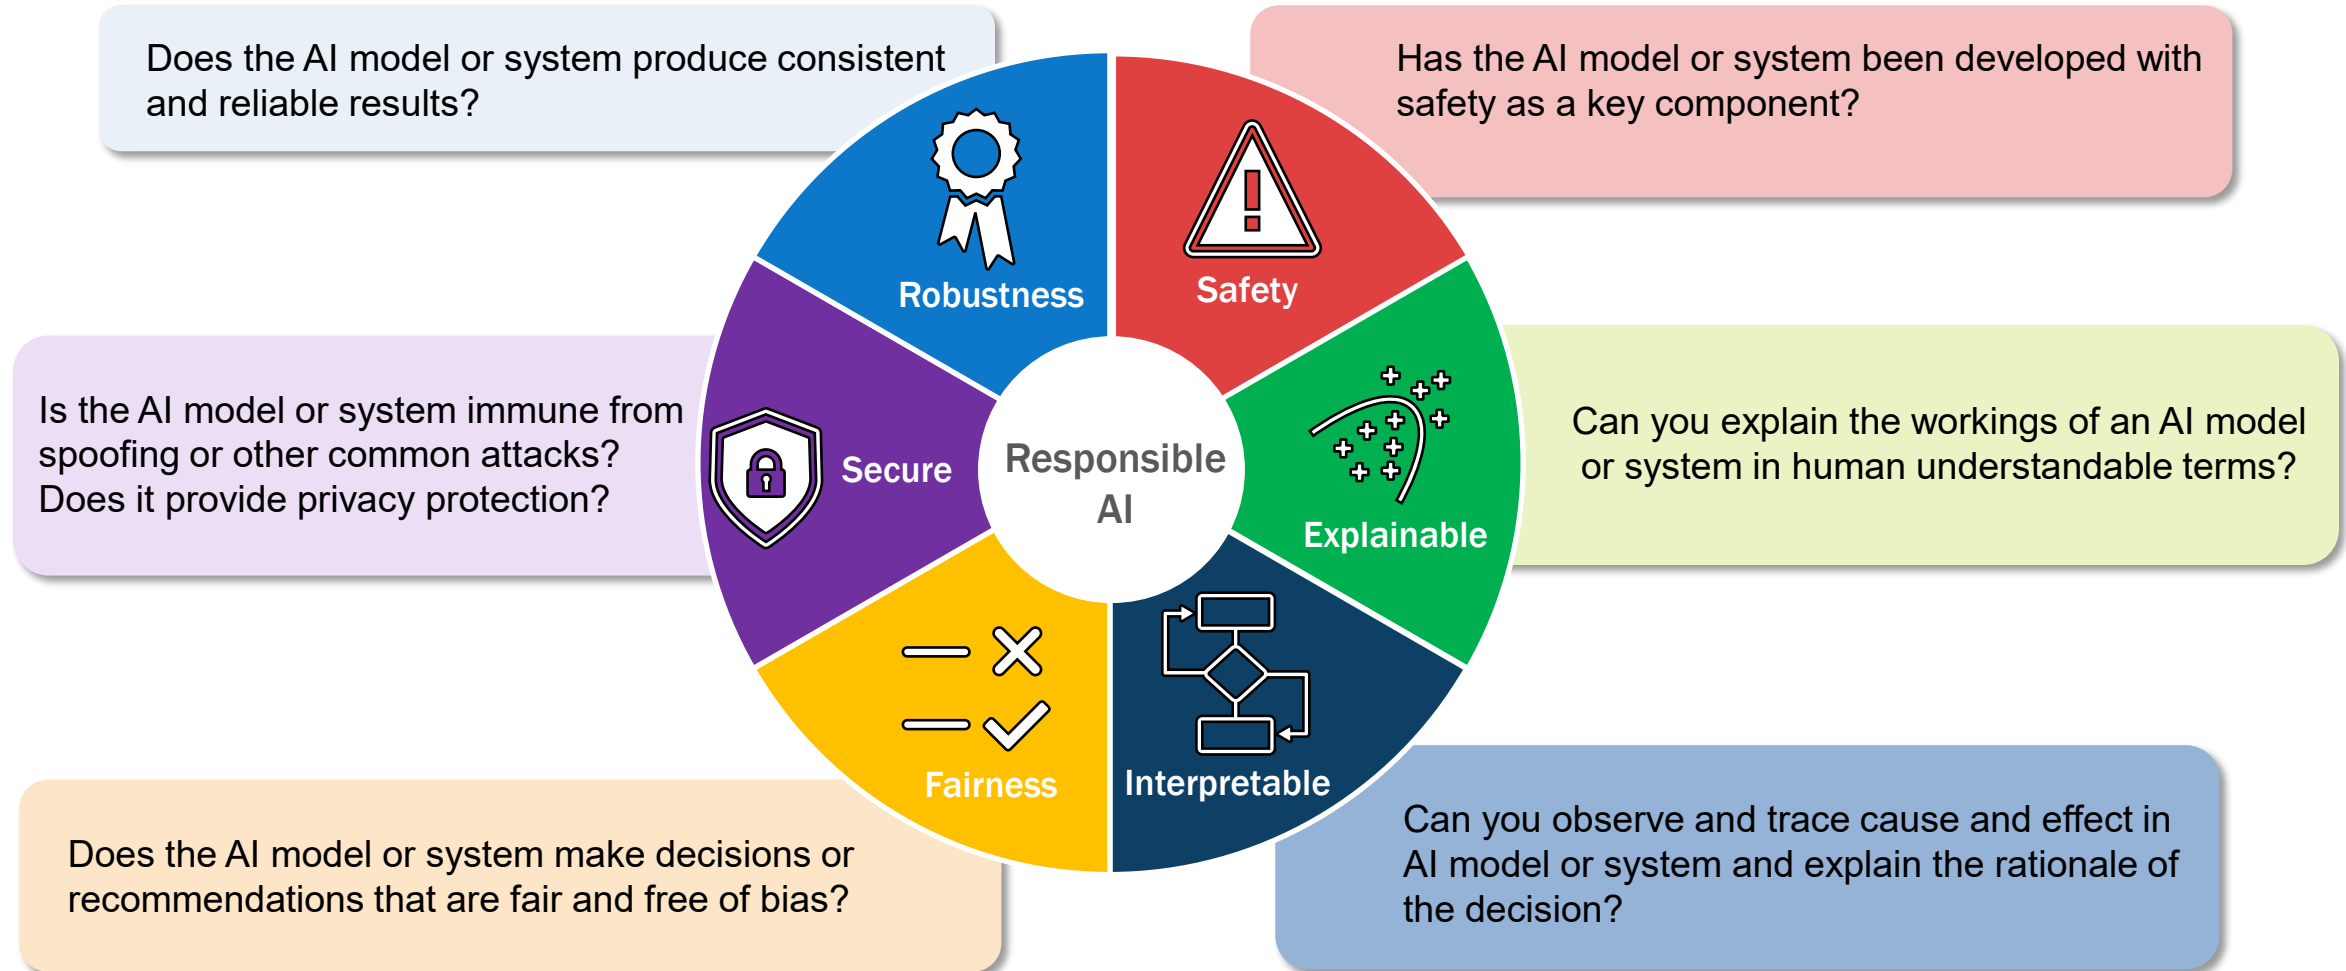 Does the AI model or system produce consistent
and reliable results?
Has the AI model or system been developed with
safety as a key component?
Robustness
Safety
Is the AI model or system immune from
spoofing or other common attacks?
Does it provide privacy protection?
Secure
Responsible
AI
Explainable
Can you explain the workings of an AI model
or system in human understandable terms?
Fairness
Interpretable
Does the AI model or system make decisions or
recommendations that are fair and free of bias?
Can you observe and trace cause and effect in
AI model or system and explain the rationale of
the decision?